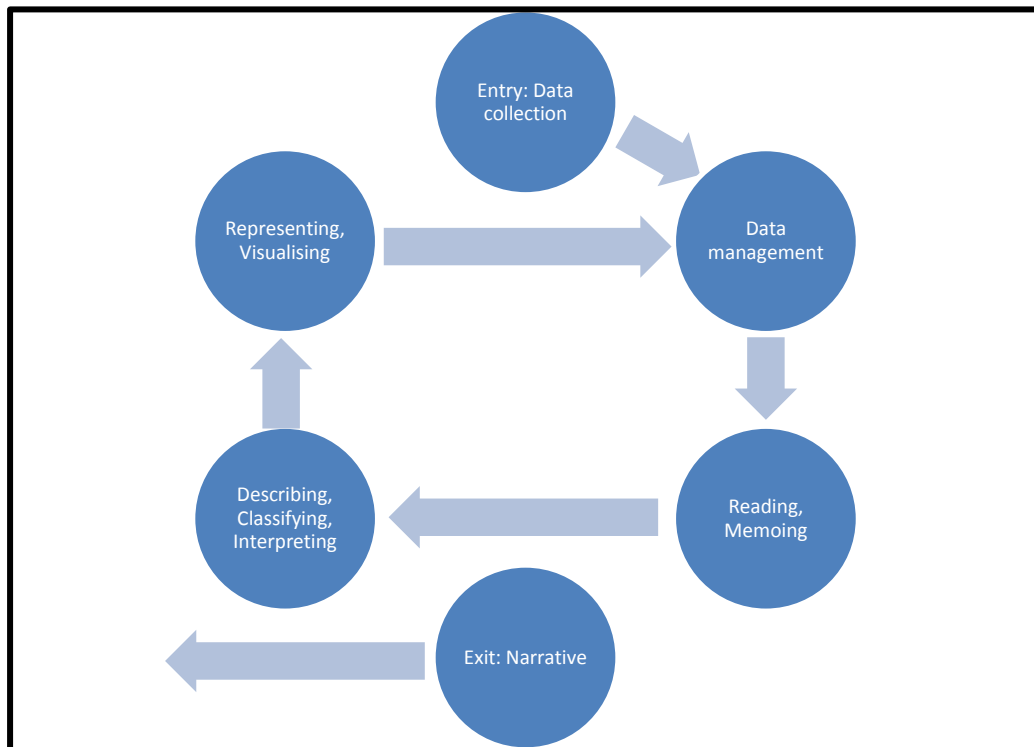 Entry: Data
collection
Data
management
Reading,
Memoing
Exit: Narrative
Describing,
Classifying,
Interpreting
Representing,
Visualising